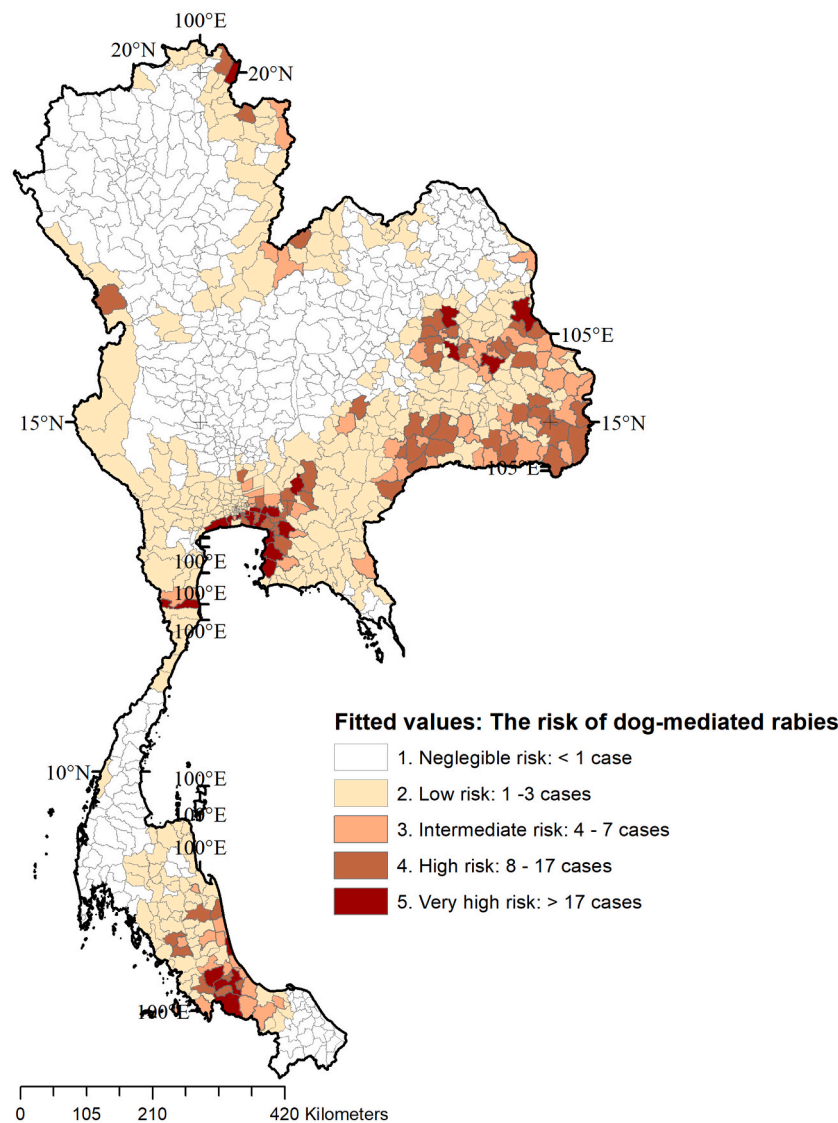 100°E
20°N
20°N
105°E
15°N
15°N
105°E
100°E
100°E
100°E
Fitted values: The risk of dog-mediated rabies
1. Neglegible risk: < 1 case
10°N
100°E
2. Low risk: 1 -3 cases
100°E
3. Intermediate risk: 4 - 7 cases
100°E
4. High risk: 8 - 17 cases
5. Very high risk: > 17 cases
100°E
0 105 210 420 Kilometers